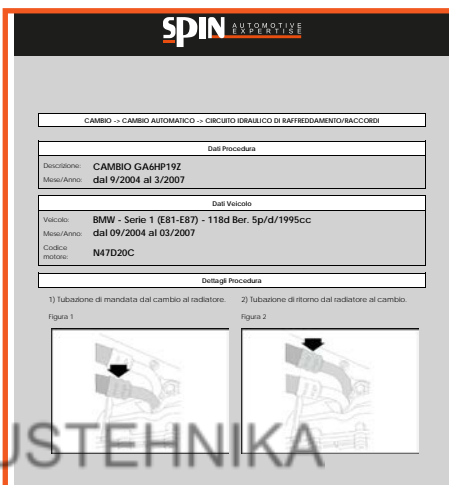 SPIN AUTOMOTIVE
EXPERTISE
CAMBIO -> CAMBIO AUTOMATICO -> CIRCUITO IDRAULICO DI RAFFREDDAMENTO/RACCORDI
Dati Procedura
Descrizione: CAMBIO GA6HP19Z
Mese/Anno: dal 9/2004 al 3/2007
Dati Veicolo
Veicolo: BMW - Serie 1 (E81-E87) - 118d Ber. 5p/d/1995cc
Mese/Anno: dal 09/2004 al 03/2007
Codice
motore: N47D20C
Dettagli Procedura
1) Tubazione di mandata dal cambio al radiatore. 2) Tubazione di ritorno dal radiatore al cambio.
Figura 1 Figura 2
USTEHNIKA